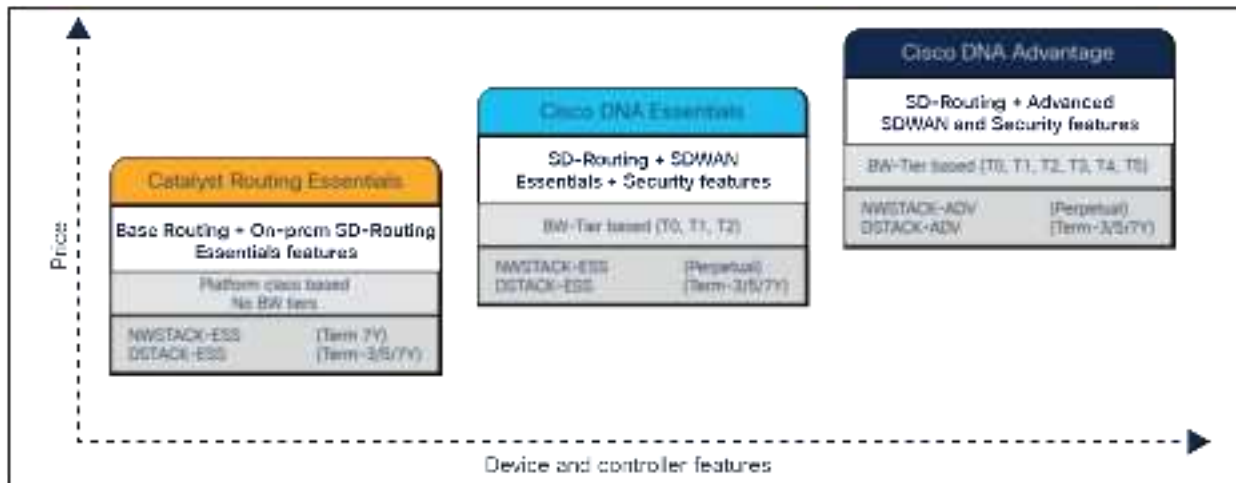 Price
Catalyst Routing Essentials
Base Routing + On-prem SD-Routing
Essentials features
Platform class based
No BW tiers
NWSTACK-ESS (Term 7Y)
DSTACK-ESS (Term-3/5/7Y)
Cisco DNA Essentials
SD-Routing + SDWAN
Essentials + Security features
BW-Tier based (T0, T1, T2)
NWSTACK-ESS (Perpetual)
DSTACK-ESS (Term-3/5/7Y)
Cisco DNA Advantage
SD-Routing + Advanced
SDWAN and Security features
BW-Tier based (T0, T1, T2, T3, T4, T5)
NWSTACK-ADV (Perpetual)
DSTACK-ADV (Term-3/5/7Y)
Device and controller features